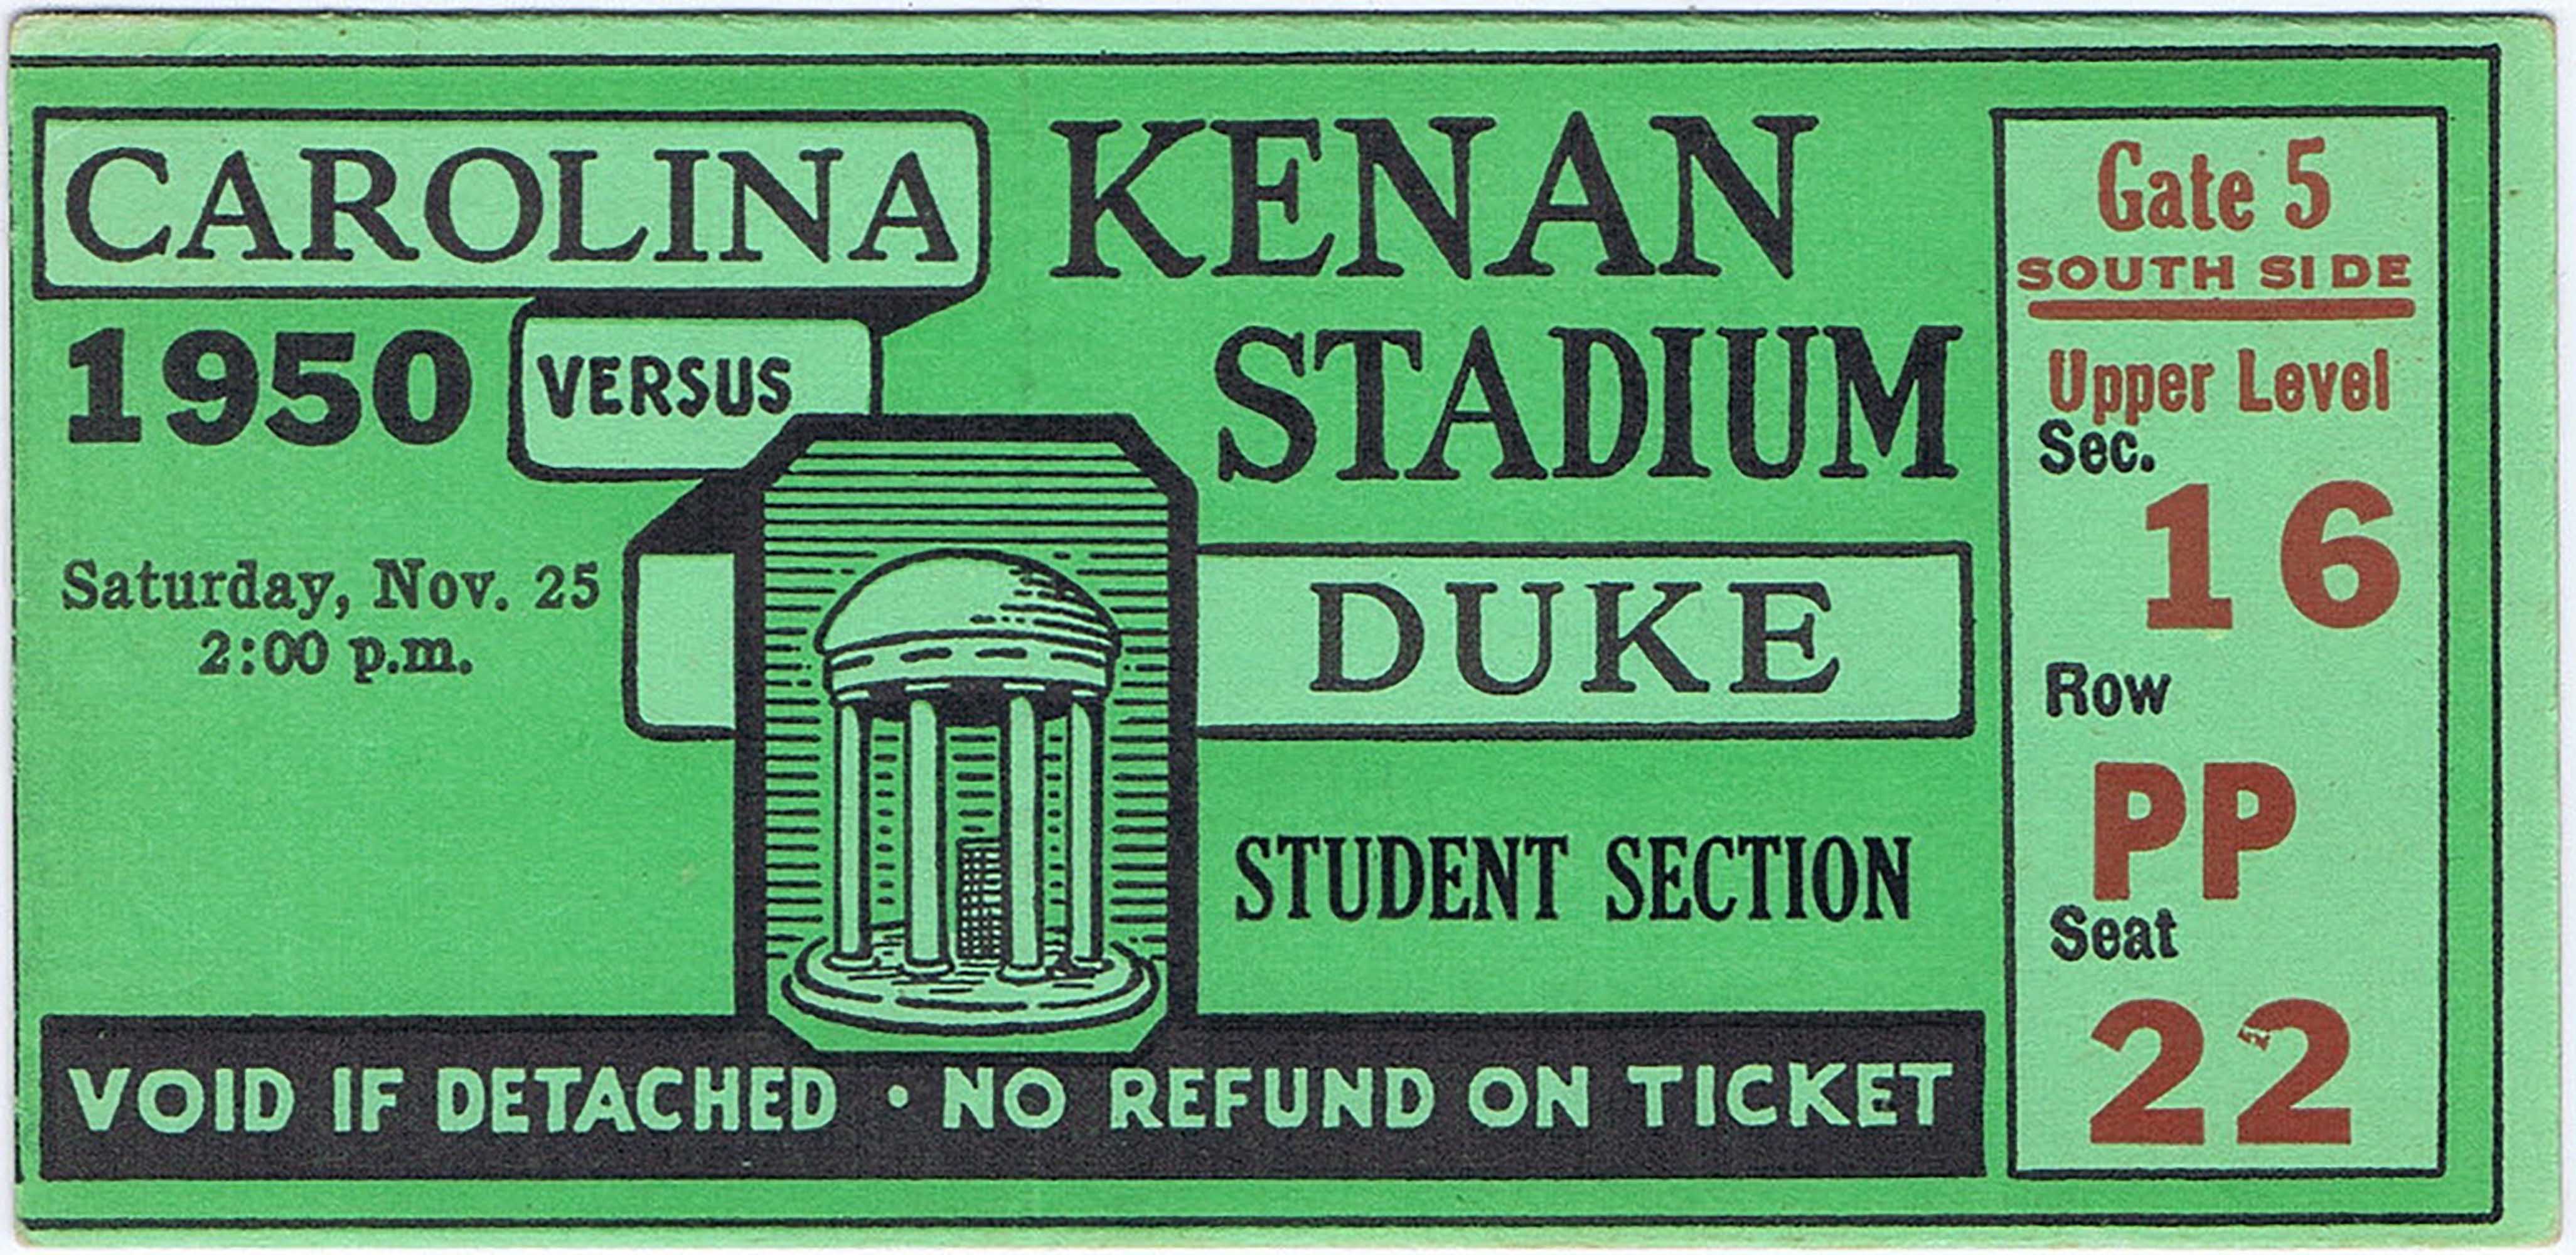 CAROLINA
1950
VERSUS
KENAN
STADIUM
DUKE
Saturday, Nov. 25
2:00 p.m.
STUDENT SECTION
VOID IF DETACHED • NO REFUND ON TICKET
Gate 5
SOUTH SIDE
Upper Level
Sec.
16
Row
PP
Seat
22